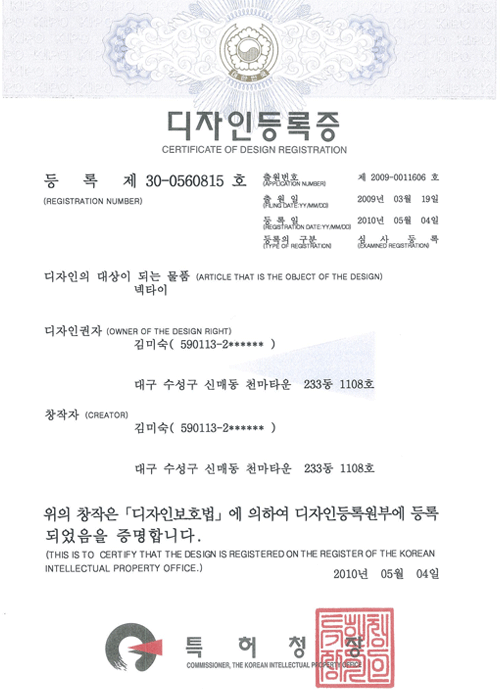 디자인등록증
CERTIFICATE OF DESIGN REGISTRATION
등 록 제 30-0560815 호
(REGISTRATION NUMBER)
출원번호 제 2009-0011606 호
(APPLICATION NUMBER)
출 원 일 2009년 03월 19일
(FILING DATE:YY/MM/DD)
등 록 일 2010년 05월 04일
(REGISTRATION DATE:YY/MM/DD)
등록의 구분 심 사 등 록
(TYPE OF REGISTRATION) (EXAMINED REGISTRATION)
디자인의 대상이 되는 물품 (ARTICLE THAT IS THE OBJECT OF THE DESIGN)
넥타이
디자인권자 (OWNER OF THE DESIGN RIGHT)
김미숙( 590113-2****** )
대구 수성구 신매동 천마타운 233동 1108호
창작자 (CREATOR)
김미숙( 590113-2****** )
대구 수성구 신매동 천마타운 233동 1108호
위의 창작은 「디자인보호법」에 의하여 디자인등록원부에 등록
되었음을 증명합니다.
(THIS IS TO CERTIFY THAT THE DESIGN IS REGISTERED ON THE REGISTER OF THE KOREAN
INTELLECTUAL PROPERTY OFFICE.)
2010년 05월 04일
특 허 청 장
COMMISSIONER, THE KOREAN INTELLECTUAL PROPERTY OFFICE